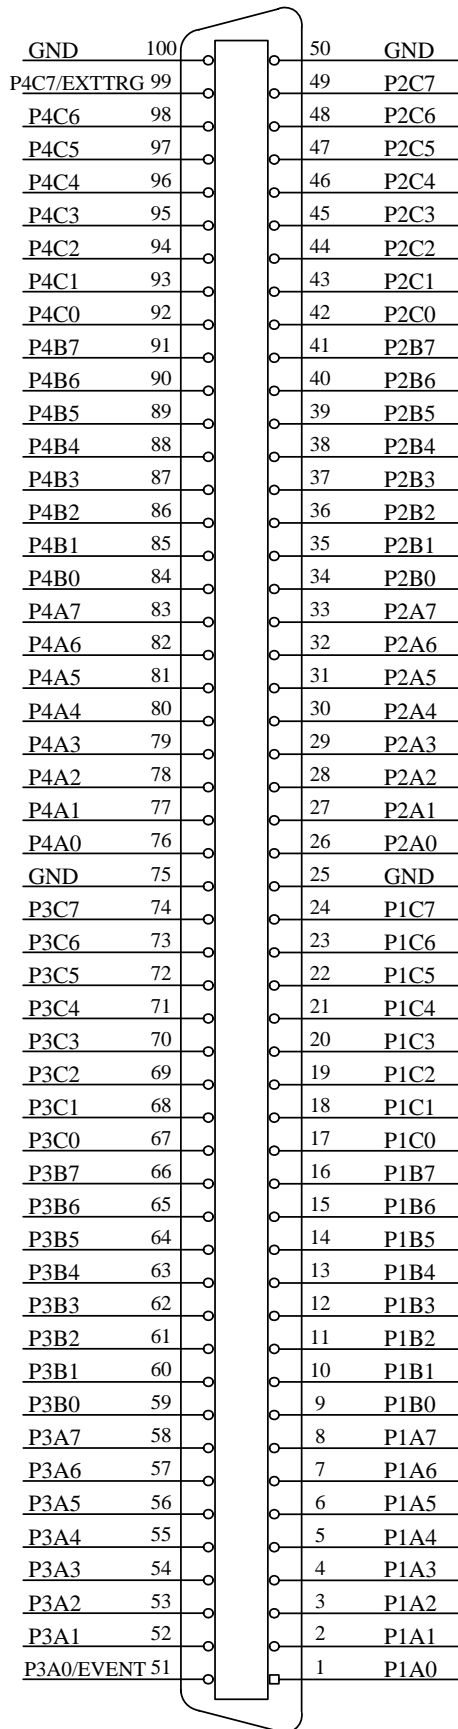 GND 100 50 GND
P4C7/EXTTRG 99 49 P2C7
P4C6 98 48 P2C6
P4C5 97 47 P2C5
P4C4 96 46 P2C4
P4C3 95 45 P2C3
P4C2 94 44 P2C2
P4C1 93 43 P2C1
P4C0 92 42 P2C0
P4B7 91 41 P2B7
P4B6 90 40 P2B6
P4B5 89 39 P2B5
P4B4 88 38 P2B4
P4B3 87 37 P2B3
P4B2 86 36 P2B2
P4B1 85 35 P2B1
P4B0 84 34 P2B0
P4A7 83 33 P2A7
P4A6 82 32 P2A6
P4A5 81 31 P2A5
P4A4 80 30 P2A4
P4A3 79 29 P2A3
P4A2 78 28 P2A2
P4A1 77 27 P2A1
P4A0 76 26 P2A0
GND 75 25 GND
P3C7 74 24 P1C7
P3C6 73 23 P1C6
P3C5 72 22 P1C5
P3C4 71 21 P1C4
P3C3 70 20 P1C3
P3C2 69 19 P1C2
P3C1 68 18 P1C1
P3C0 67 17 P1C0
P3B7 66 16 P1B7
P3B6 65 15 P1B6
P3B5 64 14 P1B5
P3B4 63 13 P1B4
P3B3 62 12 P1B3
P3B2 61 11 P1B2
P3B1 60 10 P1B1
P3B0 59 9 P1B0
P3A7 58 8 P1A7
P3A6 57 7 P1A6
P3A5 56 6 P1A5
P3A4 55 5 P1A4
P3A3 54 4 P1A3
P3A2 53 3 P1A2
P3A1 52 2 P1A1
P3A0/EVENT 51 1 P1A0